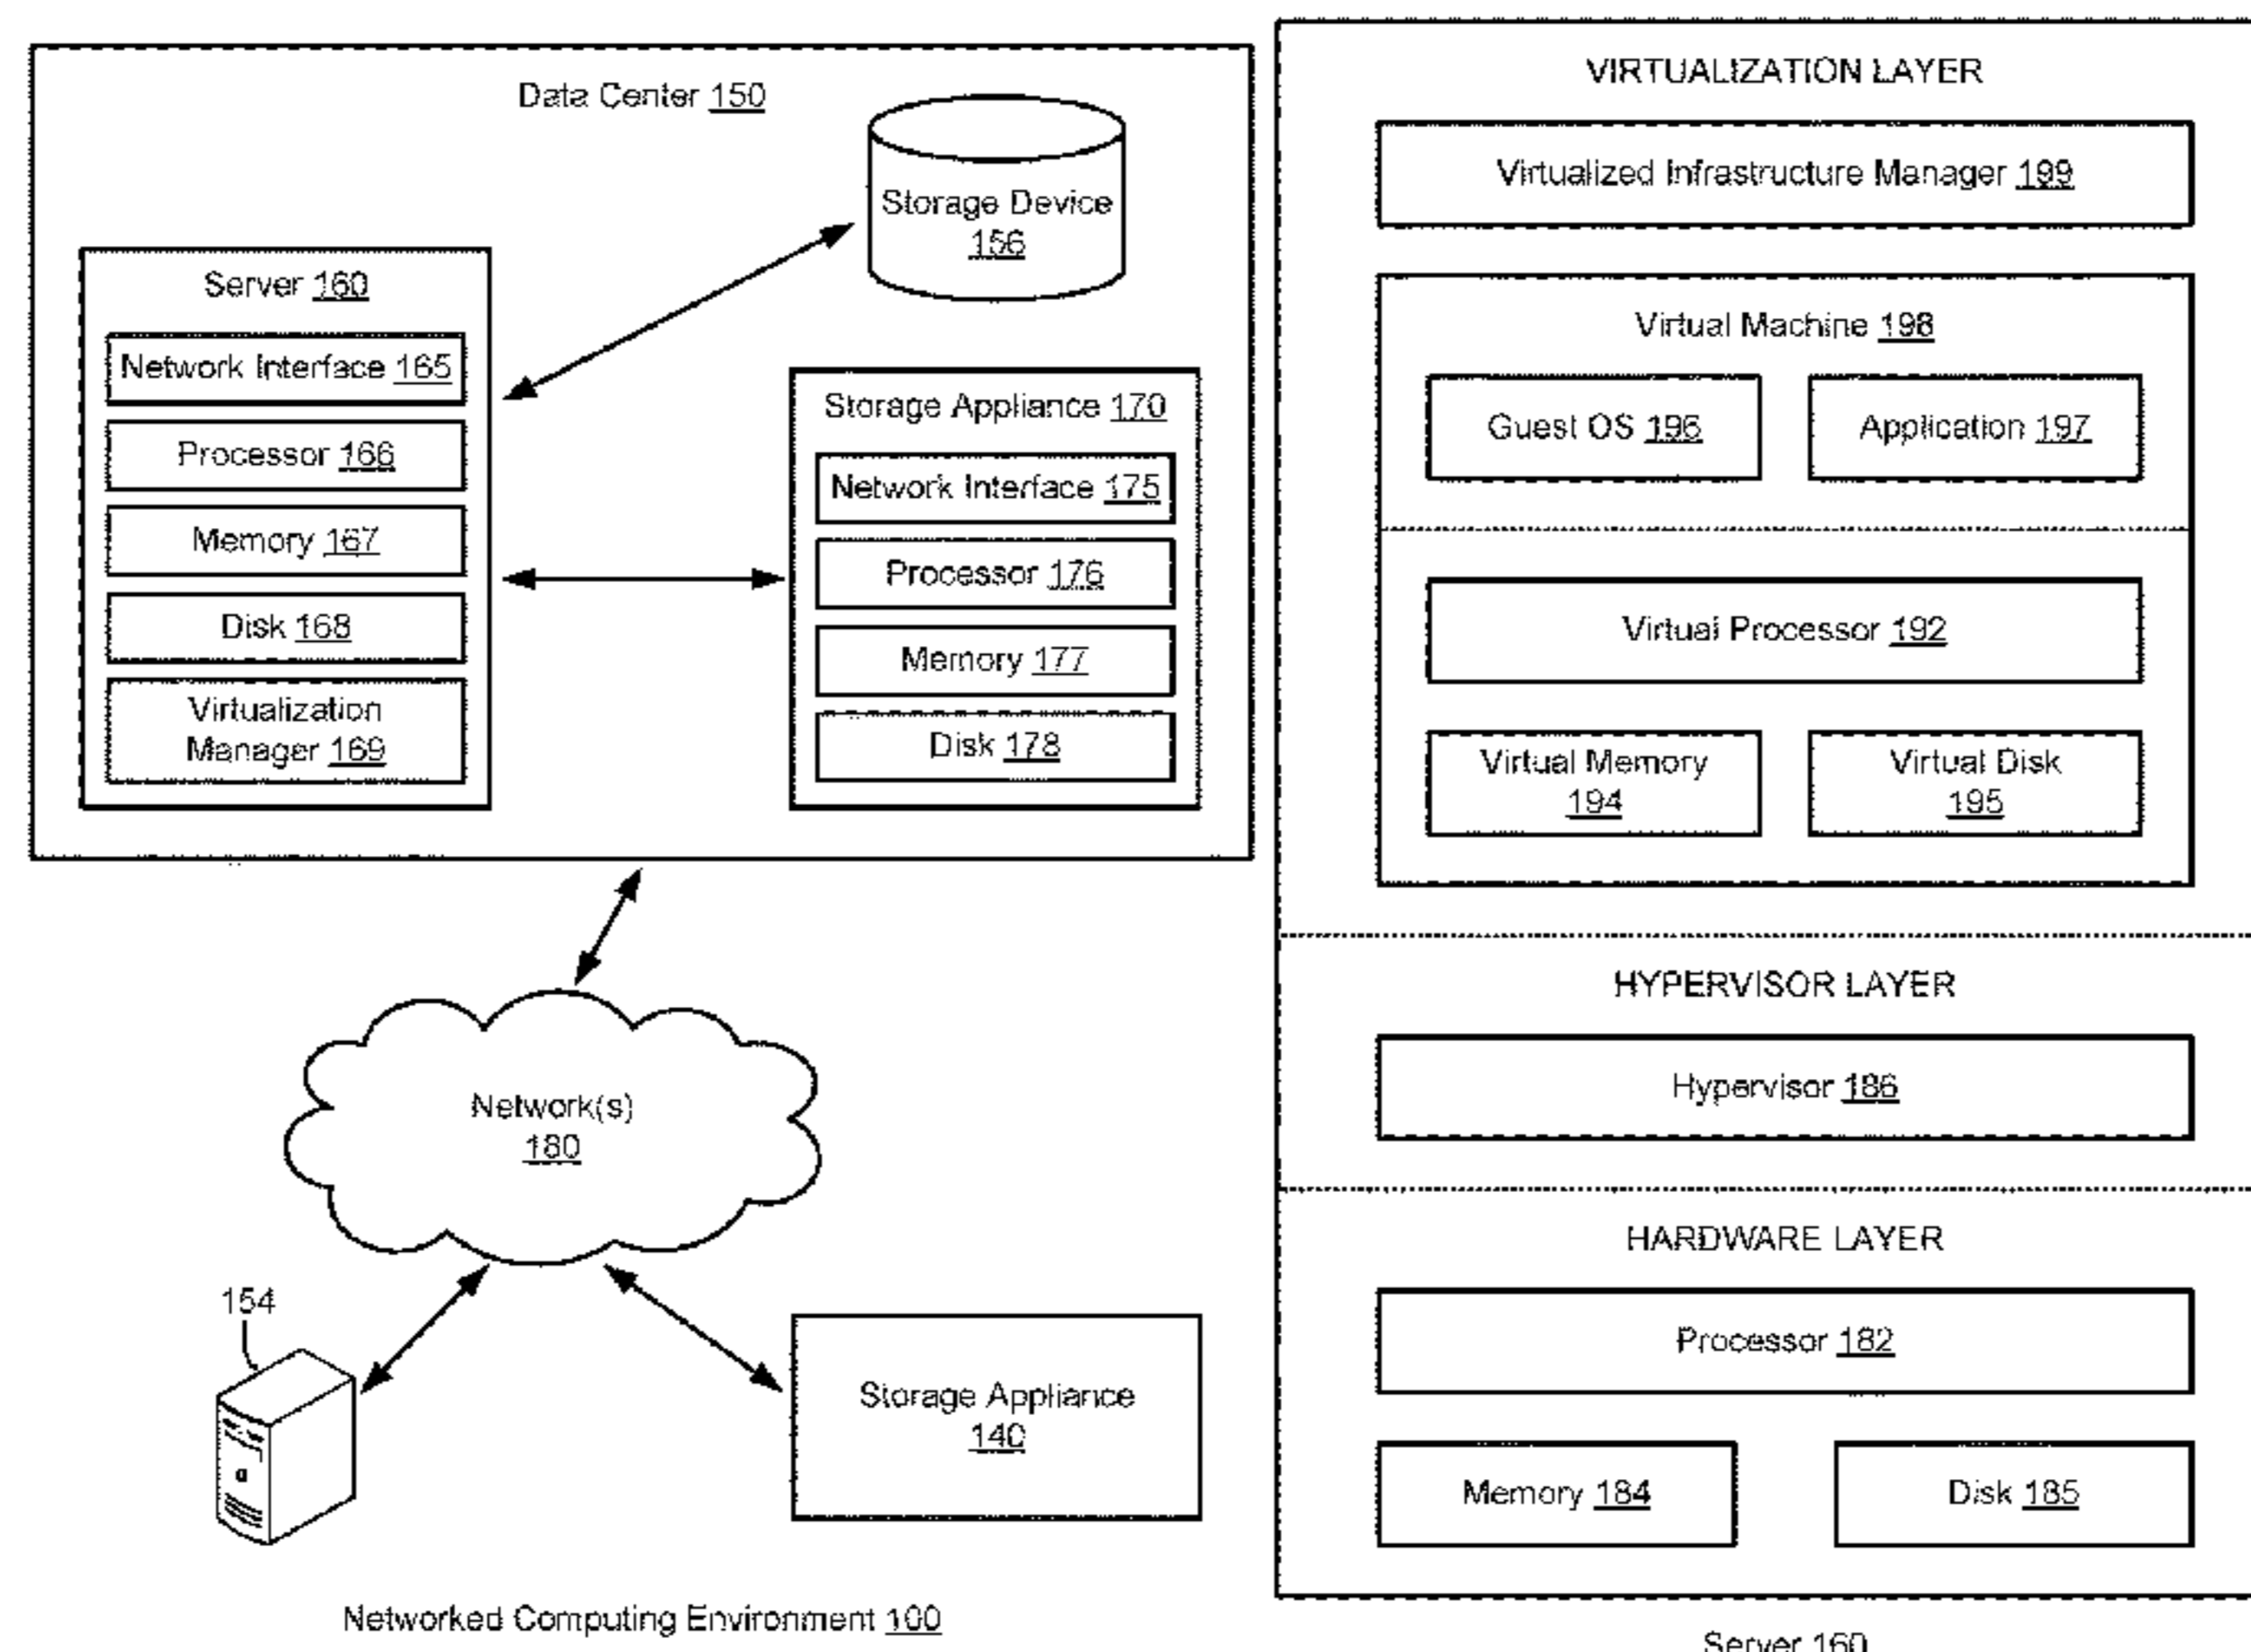 Data Center 150
Storage Device
156
Server 160
Network Interface 165
Processor 166
Memory 167
Disk 168
Virtualization
Manager 169
Storage Appliance 170
Network Interface 175
Processor 176
Memory 177
Disk 178
Network(s)
180
154
Storage Appliance
140
Networked Computing Environment 100
VIRTUALIZATION LAYER
Virtualized Infrastructure Manager 199
Virtual Machine 198
Guest OS 196
Application 197
Virtual Processor 192
Virtual Memory
194
Virtual Disk
195
HYPERVISOR LAYER
Hypervisor 186
HARDWARE LAYER
Processor 182
Memory 184
Disk 185
Server 160